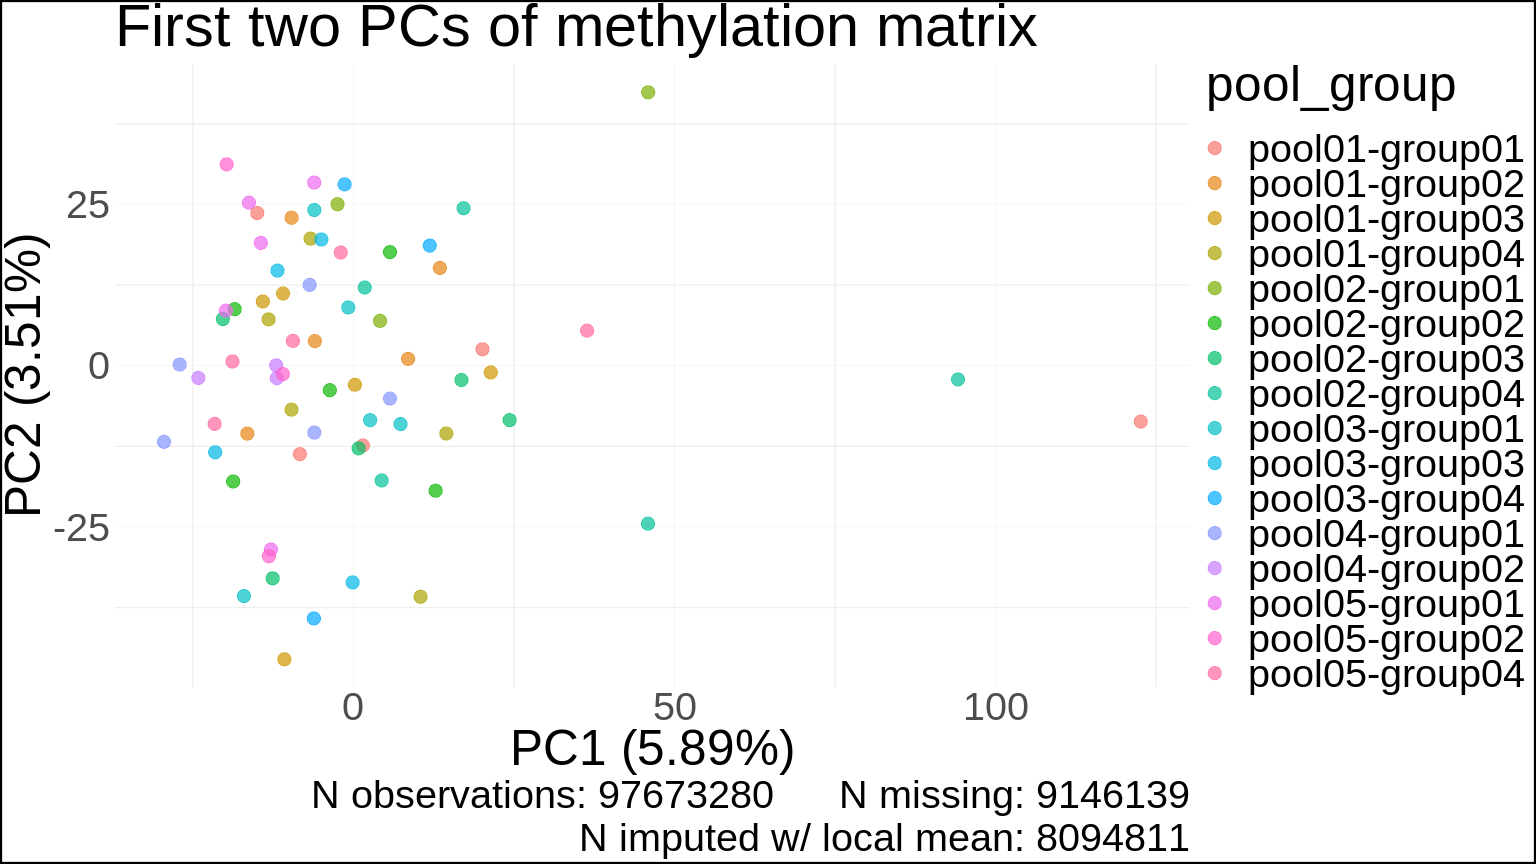 First two PCs of methylation matrix
pool_group
pool01-group01
pool01-group02
pool01-group03
pool01-group04
pool02-group01
pool02-group02
pool02-group03
pool02-group04
pool03-group01
pool03-group03
pool03-group04
pool04-group01
pool04-group02
pool05-group01
pool05-group02
pool05-group04
PC2 (3.51%)
25
0
-25
0 50 100
PC1 (5.89%)
N observations: 97673280 N missing: 9146139
N imputed w/ local mean: 8094811